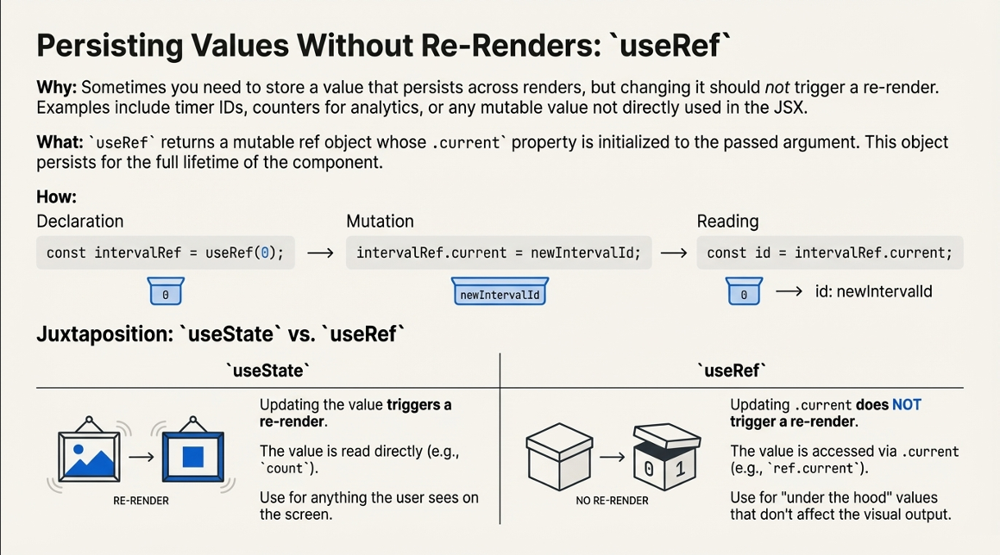 Persisting Values Without Re-Renders: `useRef`
Why: Sometimes you need to store a value that persists across renders, but changing it should not trigger a re-render.
Examples include timer IDs, counters for analytics, or any mutable value not directly used in the JSX.
What: `useRef` returns a mutable ref object whose .current` property is initialized to the passed argument. This object
persists for the full lifetime of the component.
How:
Declaration
const intervalRef = useRef(0);
0
Mutation
intervalRef.current = newIntervalId;
newIntervalId
Reading
const id = intervalRef.current;
0
id: newIntervalId
Juxtaposition: `useState` vs. `useRef`
`useState`
RE-RENDER
Updating the value triggers a
re-render.
The value is read directly (e.g.,
`count`).
Use for anything the user sees on
the screen.
`useRef`
0 1
NO RE-RENDER
Updating .current does NOT
trigger a re-render.
The value is accessed via .current
(e.g., `ref.current`).
Use for "under the hood" values
that don't affect the visual output.